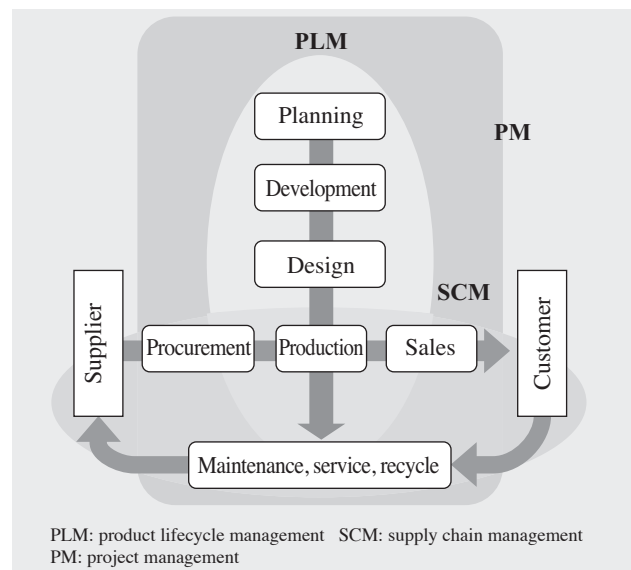 PLM
Planning
PM
Development
Design
SCM
Supplier
Procurement
Production
Sales
Customer
Maintenance, service, recycle
PLM: product lifecycle management SCM: supply chain management
PM: project management